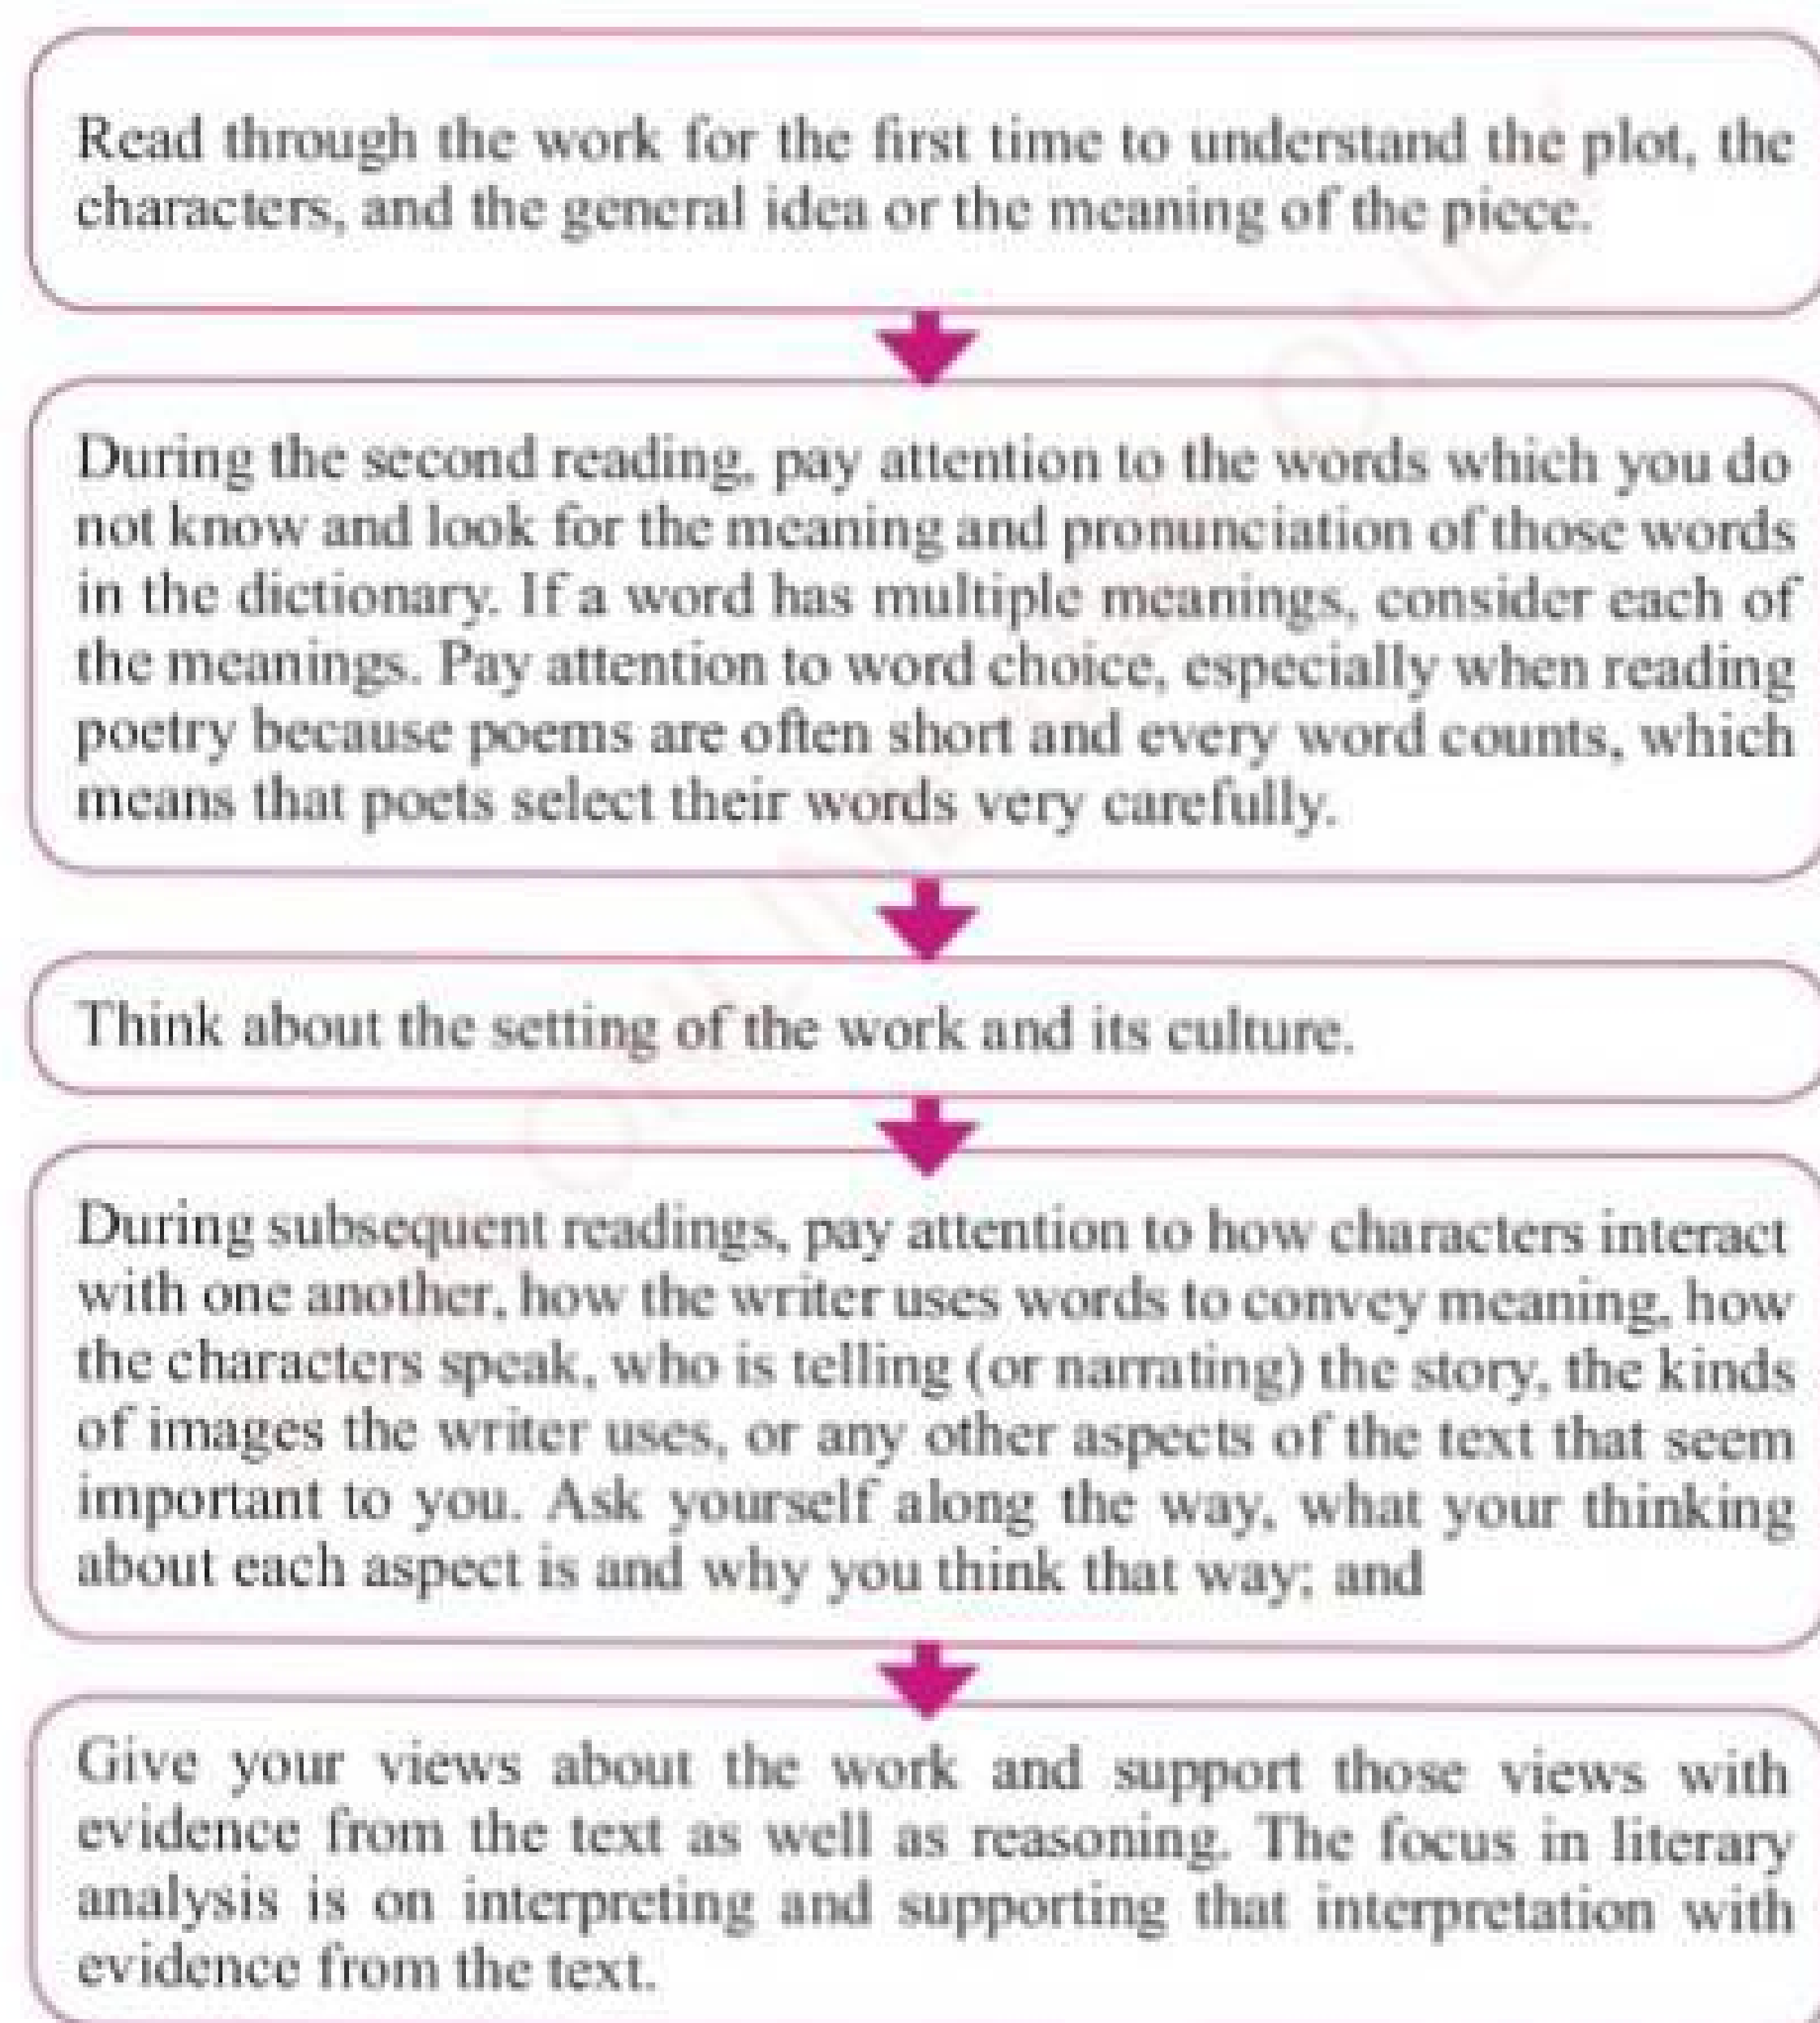 Read through the work for the first time to understand the plot, the
characters, and the general idea or the meaning of the piece.
During the second reading, pay attention to the words which you do
not know and look for the meaning and pronunciation of those words
in the dictionary. If a word has multiple meanings, consider each of
the meanings. Pay attention to word choice, especially when reading
poetry because poems are often short and every word counts, which
means that poets select their words very carefully.
Think about the setting of the work and its culture.
During subsequent readings, pay attention to how characters interact
with one another, how the writer uses words to convey meaning, how
the characters speak, who is telling (or narrating) the story, the kinds
of images the writer uses, or any other aspects of the text that seem
important to you. Ask yourself along the way, what your thinking
about each aspect is and why you think that way; and
Give your views about the work and support those views with
evidence from the text as well as reasoning. The focus in literary
analysis is on interpreting and supporting that interpretation with
evidence from the text.